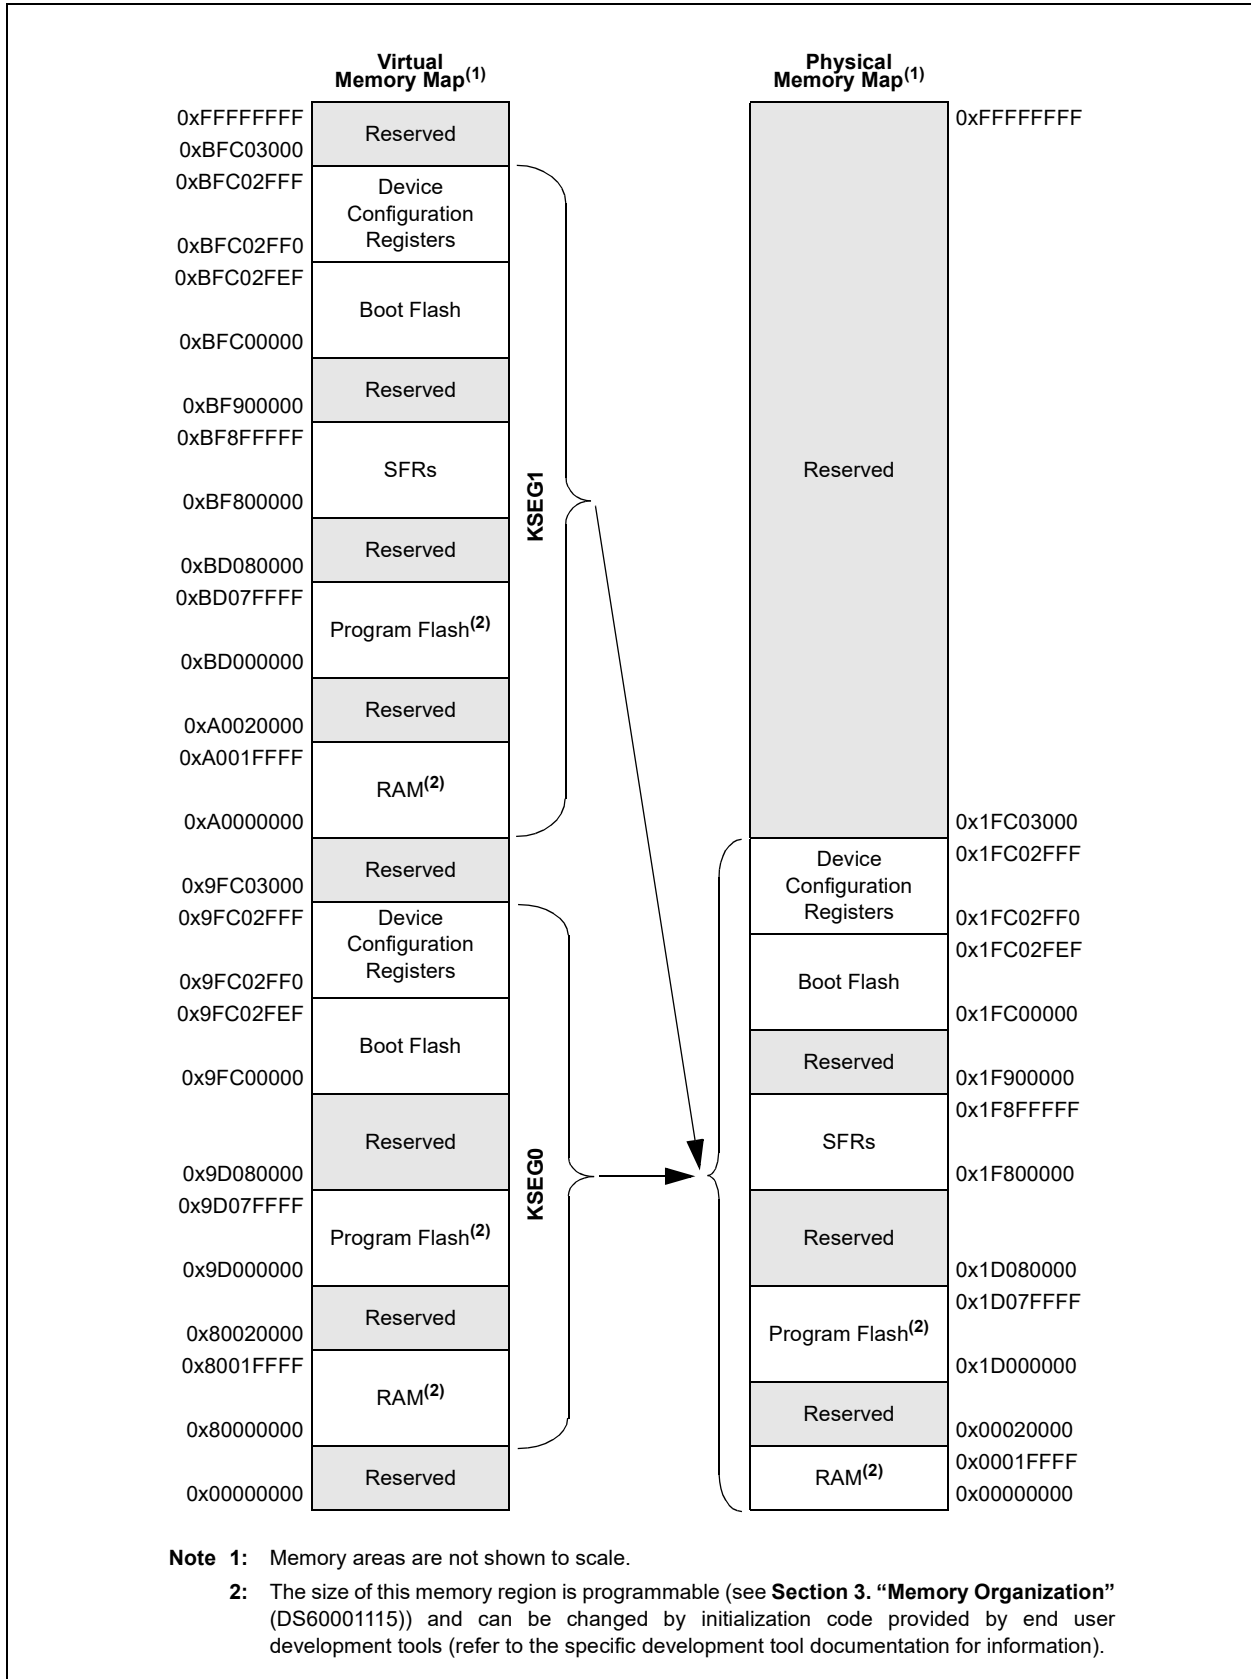 Virtual
Memory Map(1)
0xFFFFFFFF
Reserved
0xBFC03000
0xBFC02FFF
Device
Configuration
Registers
0xBFC02FF0
0xBFC02FEF
Boot Flash
0xBFC00000
Reserved
0xBF900000
0xBF8FFFFF
SFRs
0xBF800000
Reserved
0xBD080000
0xBD07FFFF
Program Flash(2)
0xBD000000
Reserved
0xA0020000
0xA001FFFF
RAM(2)
0xA0000000
KSEG1
Reserved
0x9FC03000
0x9FC02FFF
Device
Configuration
Registers
0x9FC02FF0
0x9FC02FEF
Boot Flash
0x9FC00000
Reserved
0x9D080000
0x9D07FFFF
Program Flash(2)
0x9D000000
Reserved
0x80020000
0x8001FFFF
RAM(2)
0x80000000
KSEG0
Reserved
0x00000000
Physical
Memory Map(1)
0xFFFFFFFF
Reserved
0x1FC03000
0x1FC02FFF
Device
Configuration
Registers
0x1FC02FF0
0x1FC02FEF
Boot Flash
0x1FC00000
Reserved
0x1F900000
0x1F8FFFFF
SFRs
0x1F800000
Reserved
0x1D080000
0x1D07FFFF
Program Flash(2)
0x1D000000
Reserved
0x00020000
0x0001FFFF
RAM(2)
0x00000000
Note 1: Memory areas are not shown to scale.
2: The size of this memory region is programmable (see Section 3. “Memory Organization”
(DS60001115)) and can be changed by initialization code provided by end user
development tools (refer to the specific development tool documentation for information).